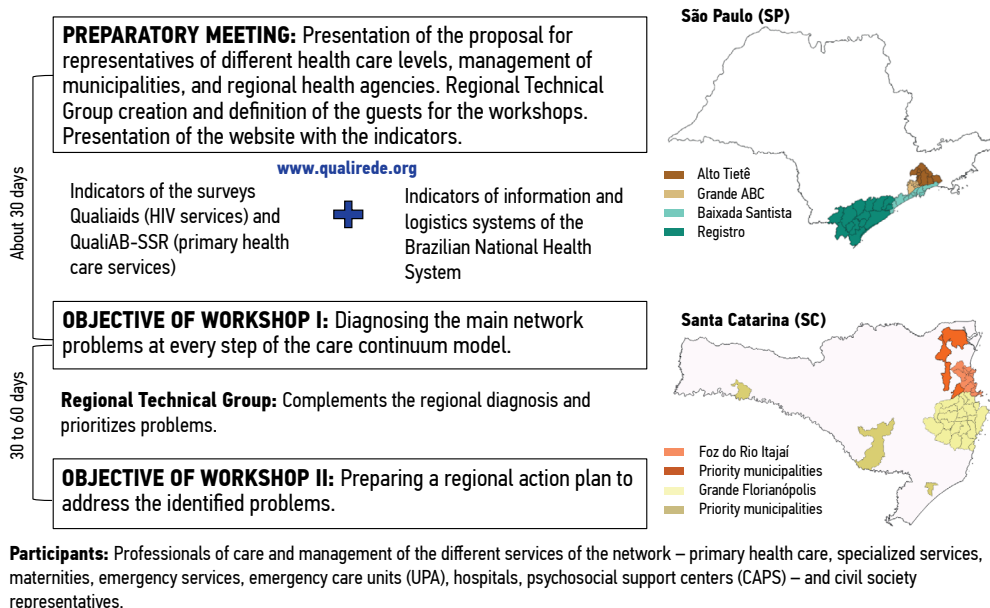 PREPARATORY MEETING: Presentation of the proposal for
representatives of different health care levels, management of
municipalities, and regional health agencies. Regional Technical
Group creation and definition of the guests for the workshops.
Presentation of the website with the indicators.
www.qualirede.org
Indicators of the surveys
Qualiaids (HIV services) and
QualiAB-SSR (primary health
care services)
Indicators of information and
logistics systems of the
Brazilian National Health
System
About 30 days
OBJECTIVE OF WORKSHOP I: Diagnosing the main network
problems at every step of the care continuum model.
30 to 60 days
Regional Technical Group: Complements the regional diagnosis and
prioritizes problems.
OBJECTIVE OF WORKSHOP II: Preparing a regional action plan to
address the identified problems.
São Paulo (SP)
Alto Tietê
Grande ABC
Baixada Santista
Registro
Santa Catarina (SC)
Foz do Rio Itajaí
Priority municipalities
Grande Florianópolis
Priority municipalities
Participants: Professionals of care and management of the different services of the network – primary health care, specialized services,
maternities, emergency services, emergency care units (UPA), hospitals, psychosocial support centers (CAPS) – and civil society
representatives.